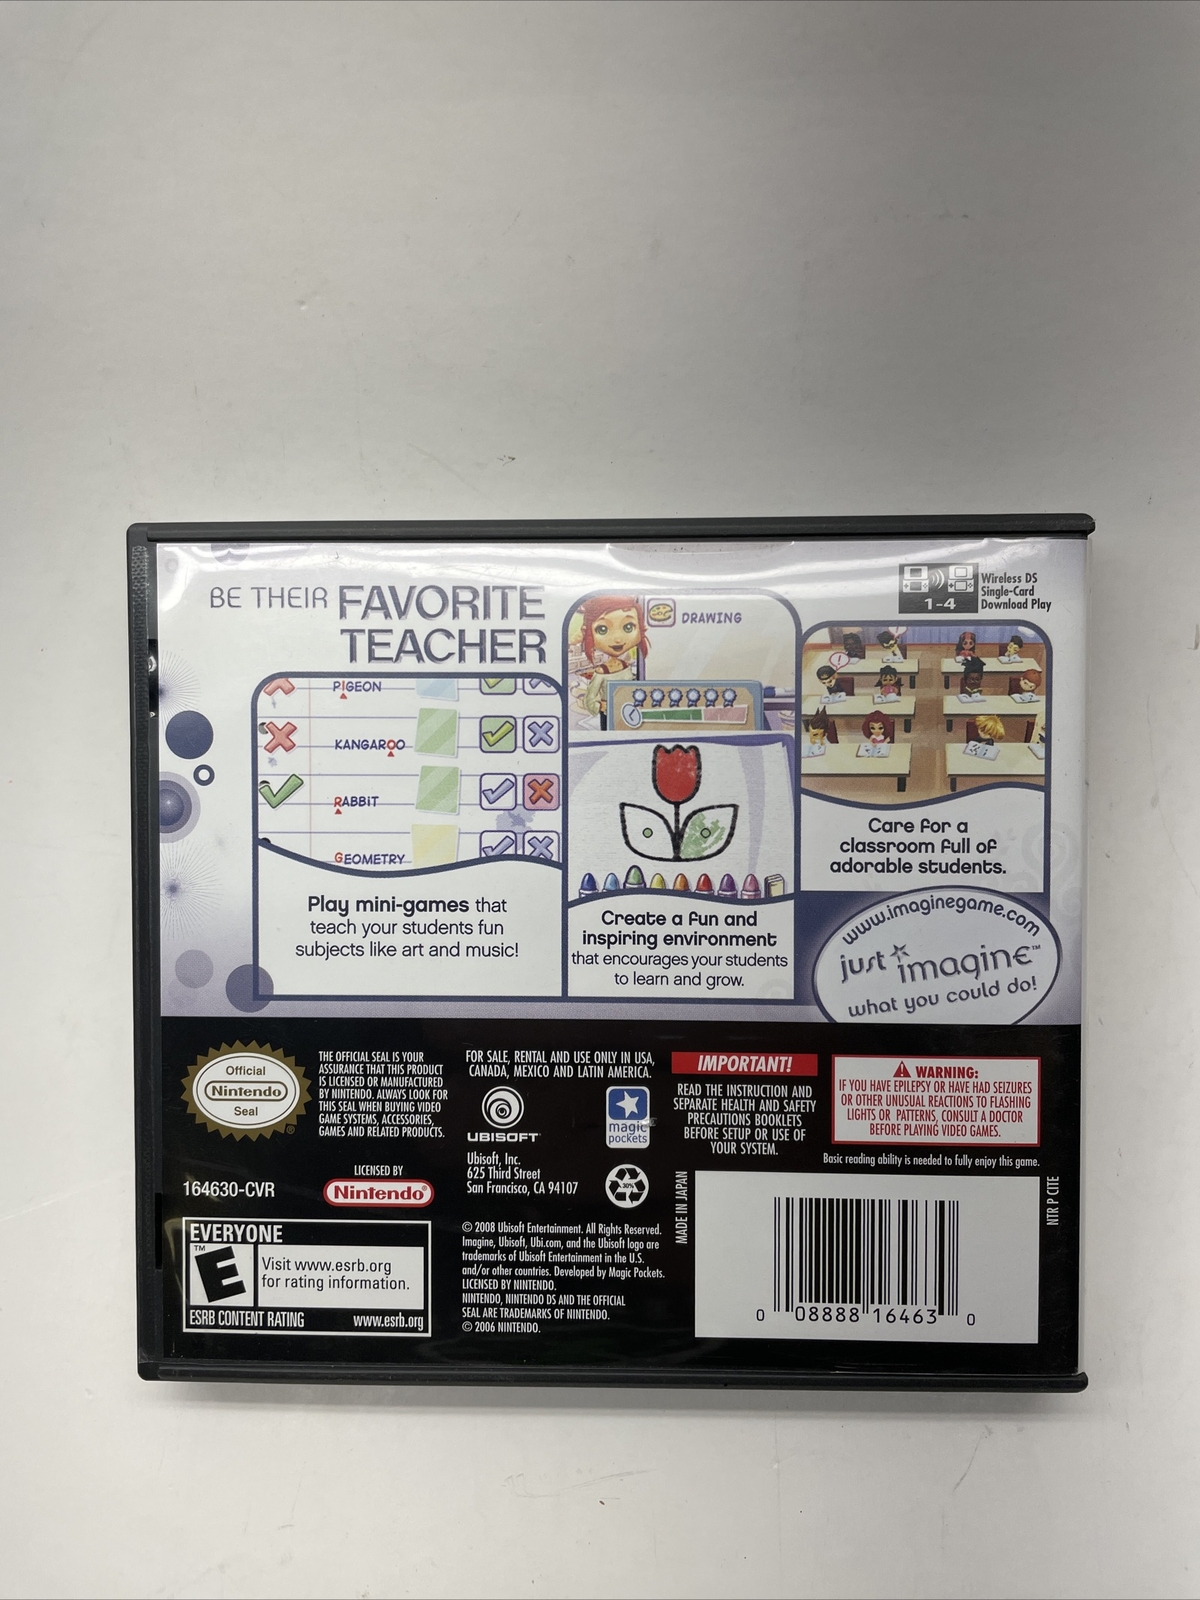 BE THEIR FAVORITE
TEACHER
PIGEON
KANGAROO
RABBIT
GEOMETRY
Play mini-games that
teach your students fun
subjects like art and music!
DRAWING
Create a fun and
inspiring environment
that encourages your students
to learn and grow.
1-4
Wireless DS
Single-Card
Download Play
Care for a
classroom full of
adorable students.
www.imaginegame.com
just imagine™
what you could do!
Official
Nintendo
Seal
®
THE OFFICIAL SEAL IS YOUR
ASSURANCE THAT THIS PRODUCT
IS LICENSED OR MANUFACTURED
BY NINTENDO. ALWAYS LOOK FOR
THIS SEAL WHEN BUYING VIDEO
GAME SYSTEMS, ACCESSORIES,
GAMES AND RELATED PRODUCTS.
164630-CVR
LICENSED BY
Nintendo®
EVERYONE
E
™
Visit www.esrb.org
for rating information.
ESRB CONTENT RATING www.esrb.org
FOR SALE, RENTAL AND USE ONLY IN USA,
CANADA, MEXICO AND LATIN AMERICA.
UBISOFT
magic
pockets
Ubisoft, Inc.
625 Third Street
San Francisco, CA 94107
30%
© 2008 Ubisoft Entertainment. All Rights Reserved.
Imagine, Ubisoft, Ubi.com, and the Ubisoft logo are
trademarks of Ubisoft Entertainment in the U.S.
and/or other countries. Developed by Magic Pockets.
LICENSED BY NINTENDO.
NINTENDO, NINTENDO DS AND THE OFFICIAL
SEAL ARE TRADEMARKS OF NINTENDO.
© 2006 NINTENDO.
IMPORTANT!
READ THE INSTRUCTION AND
SEPARATE HEALTH AND SAFETY
PRECAUTIONS BOOKLETS
BEFORE SETUP OR USE OF
YOUR SYSTEM.
WARNING:
IF YOU HAVE EPILEPSY OR HAVE HAD SEIZURES
OR OTHER UNUSUAL REACTIONS TO FLASHING
LIGHTS OR PATTERNS, CONSULT A DOCTOR
BEFORE PLAYING VIDEO GAMES.
Basic reading ability is needed to fully enjoy this game.
MADE IN JAPAN
NTR P CITE
0 08888 16463 0